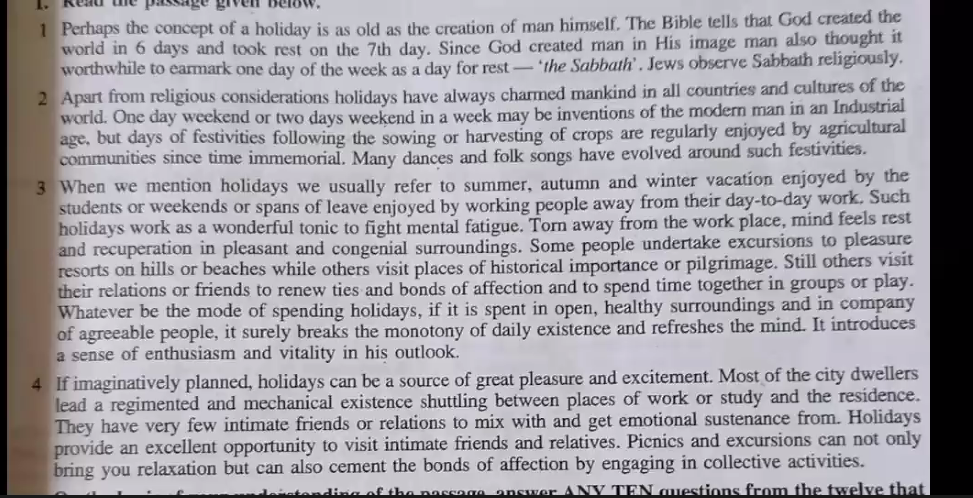 1. Read the passage given below.
1 Perhaps the concept of a holiday is as old as the creation of man himself. The Bible tells that God created the
world in 6 days and took rest on the 7th day. Since God created man in His image man also thought it
worthwhile to earmark one day of the week as a day for rest — 'the Sabbath'. Jews observe Sabbath religiously.
2 Apart from religious considerations holidays have always charmed mankind in all countries and cultures of the
world. One day weekend or two days weekend in a week may be inventions of the modern man in an Industrial
age, but days of festivities following the sowing or harvesting of crops are regularly enjoyed by agricultural
communities since time immemorial. Many dances and folk songs have evolved around such festivities.
3 When we mention holidays we usually refer to summer, autumn and winter vacation enjoyed by the
students or weekends or spans of leave enjoyed by working people away from their day-to-day work. Such
holidays work as a wonderful tonic to fight mental fatigue. Torn away from the work place, mind feels rest
and recuperation in pleasant and congenial surroundings. Some people undertake excursions to pleasure
resorts on hills or beaches while others visit places of historical importance or pilgrimage. Still others visit
their relations or friends to renew ties and bonds of affection and to spend time together in groups or play.
Whatever be the mode of spending holidays, if it is spent in open, healthy surroundings and in company
of agreeable people, it surely breaks the monotony of daily existence and refreshes the mind. It introduces
a sense of enthusiasm and vitality in his outlook.
4 If imaginatively planned, holidays can be a source of great pleasure and excitement. Most of the city dwellers
lead a regimented and mechanical existence shuttling between places of work or study and the residence.
They have very few intimate friends or relations to mix with and get emotional sustenance from. Holidays
provide an excellent opportunity to visit intimate friends and relatives. Picnics and excursions can not only
bring you relaxation but can also cement the bonds of affection by engaging in collective activities.
understanding of the passage, answer ANY TEN questions from the twelve that